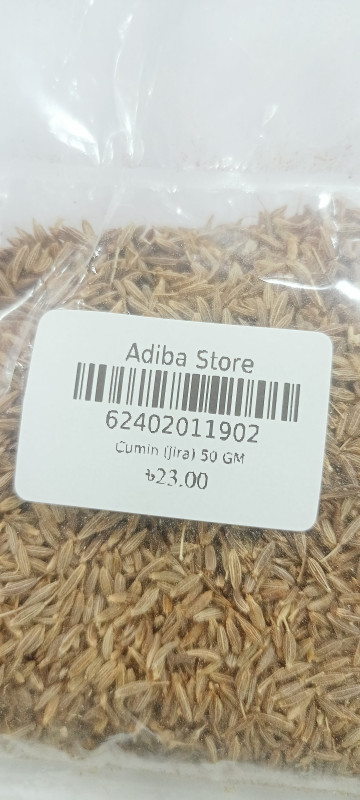 Adiba Store
62402011902
Cumin (Jira) 50 GM
৳23.00